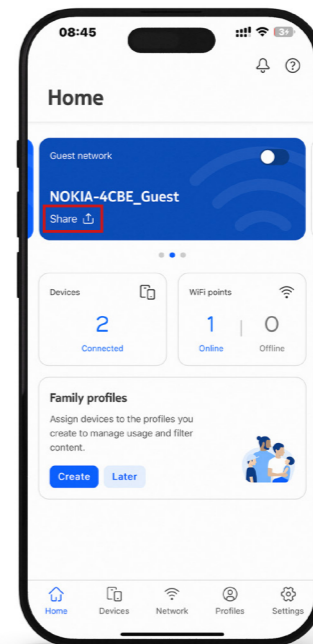 08:45
Home
Guest network
NOKIA-4CBE_Guest
Share
Devices
2
Connected
WiFi points
1
Online
0
Offline
Family profiles
Assign devices to the profiles you
create to manage usage and filter
content.
Create Later
Home Devices Network Profiles Settings